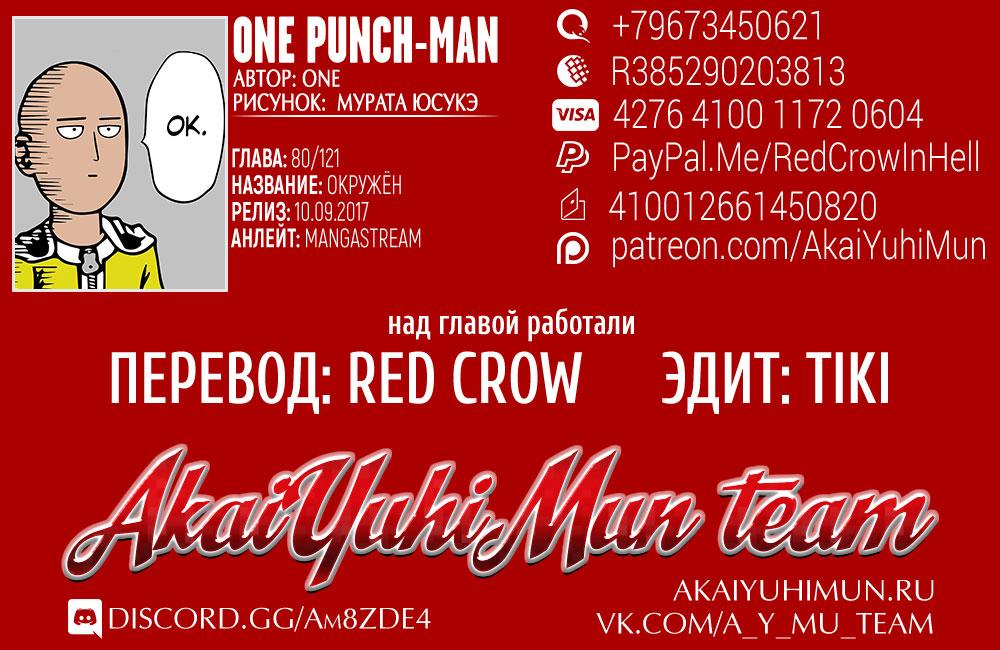 ONE PUNCH-MAN
АВТОР: ONE
РИСУНОК: МУРАТА ЮСУКЭ
OK.
ГЛАВА: 80/121
НАЗВАНИЕ: ОКРУЖЁН
РЕЛИЗ: 10.09.2017
АНЛЕЙТ: MANGASTREAM
+79673450621
R385290203813
VISA 4276 4100 1172 0604
PayPal.Me/RedCrowInHell
410012661450820
patreon.com/AkaiYuhiMun
над главой работали
ПЕРЕВОД: RED CROW ЭДИТ: TIKI
AkaiYuhiMun team
DISCORD.GG/AM8ZDE4
AKAIYUHIMUN.RU
VK.COM/A_Y_MU_TEAM